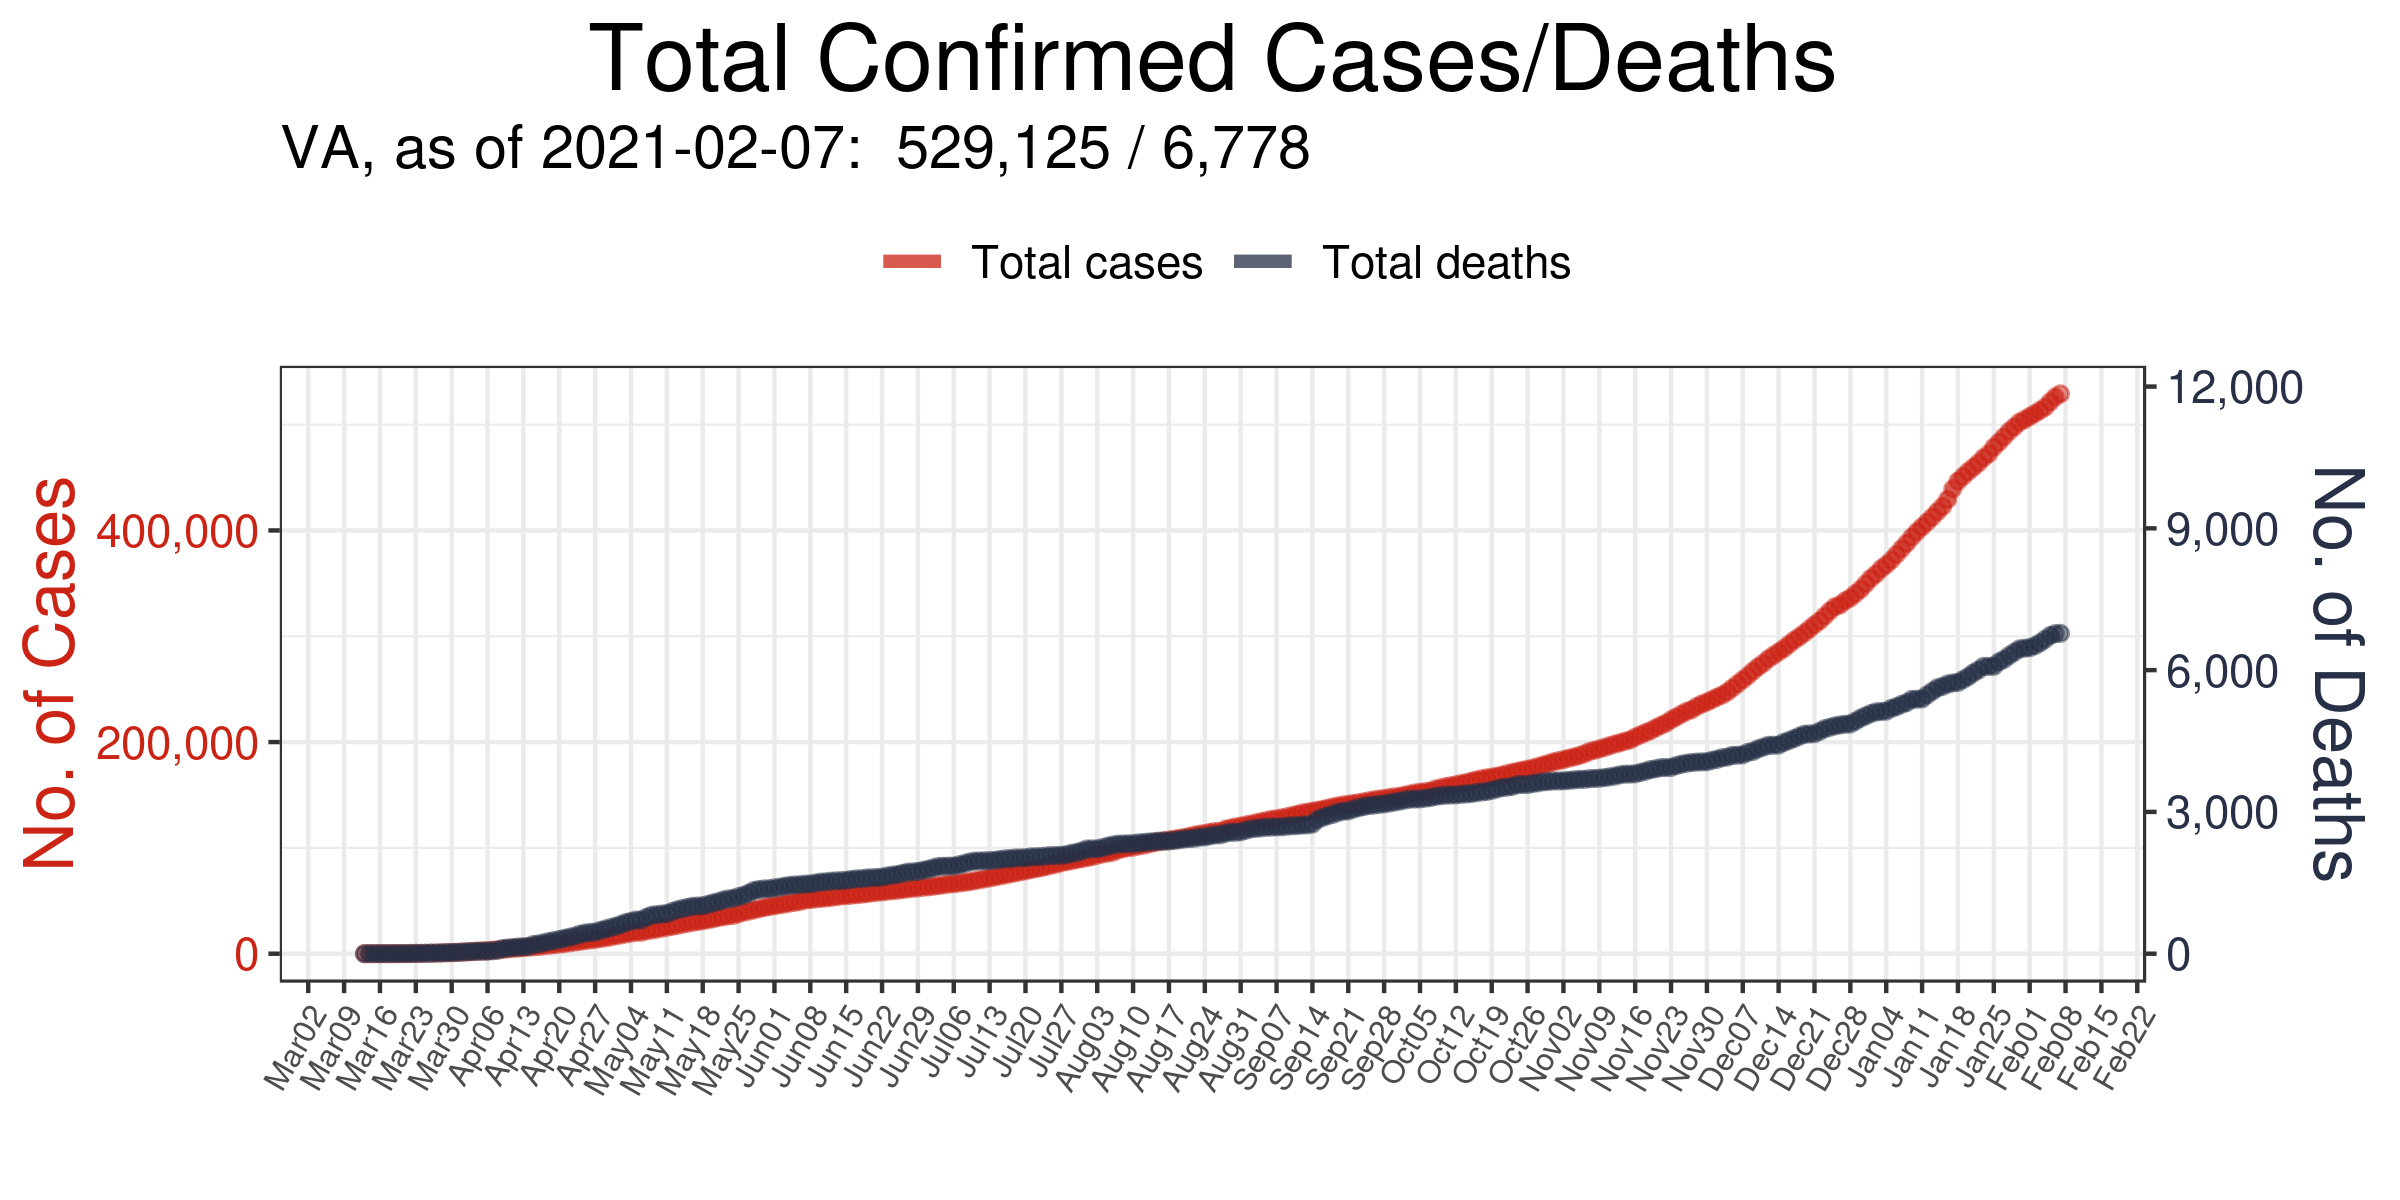 Total Confirmed Cases/Deaths
VA, as of 2021-02-07:  529,125 / 6,778
Total cases
Total deaths
No. of Cases
400,000
200,000
0
12,000
9,000
6,000
3,000
0
No. of Deaths
Mar02
Mar09
Mar16
Mar23
Mar30
Apr06
Apr13
Apr20
Apr27
May04
May11
May18
May25
Jun01
Jun08
Jun15
Jun22
Jun29
Jul06
Jul13
Jul20
Jul27
Aug03
Aug10
Aug17
Aug24
Aug31
Sep07
Sep14
Sep21
Sep28
Oct05
Oct12
Oct19
Oct26
Nov02
Nov09
Nov16
Nov23
Nov30
Dec07
Dec14
Dec21
Dec28
Jan04
Jan11
Jan18
Jan25
Feb01
Feb08
Feb15
Feb22